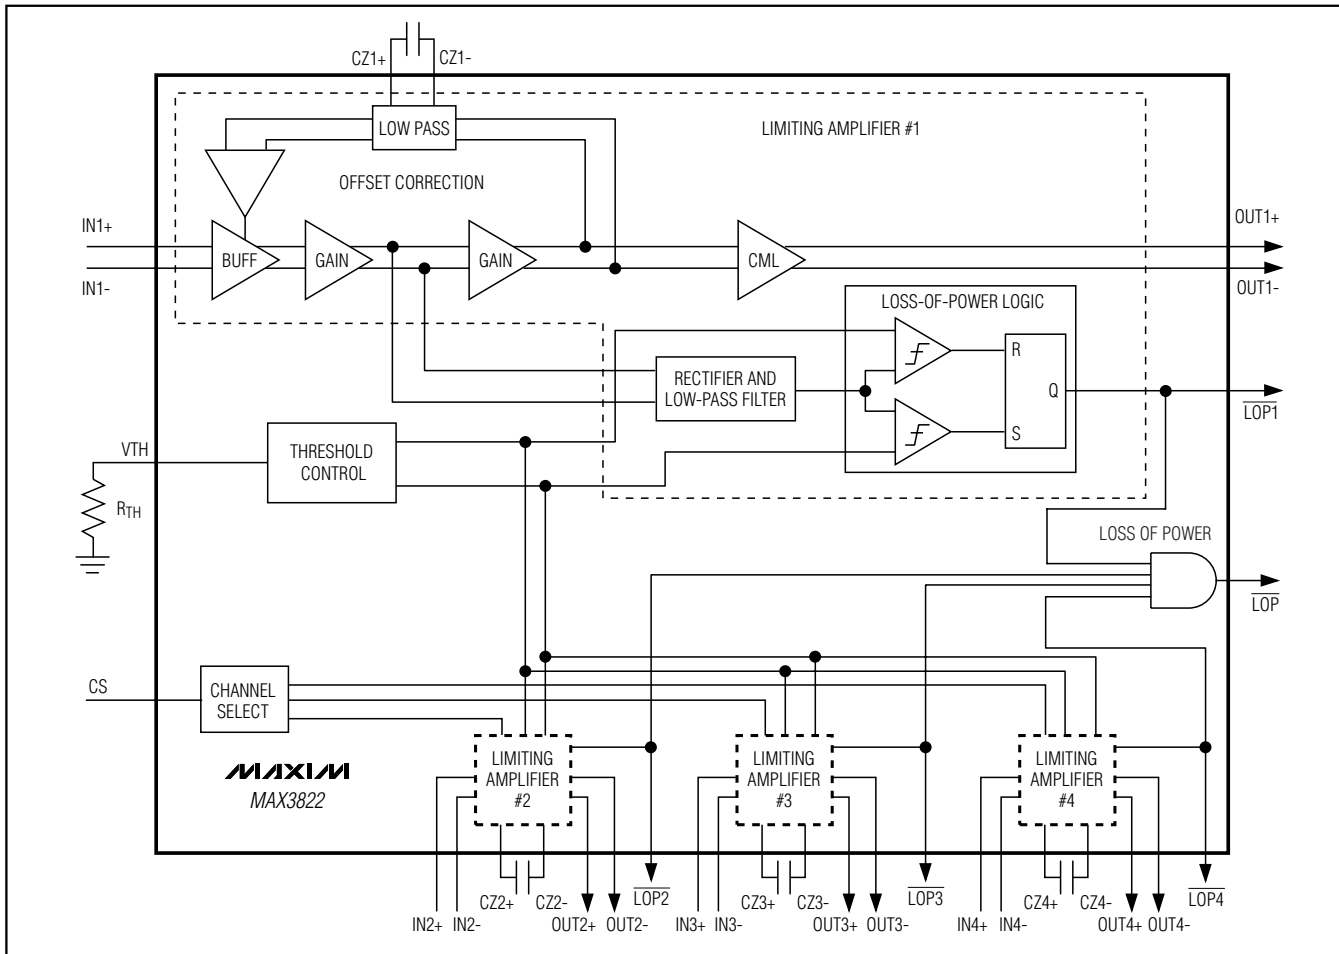 CZ1+ CZ1-
LOW PASS
LIMITING AMPLIFIER #1
OFFSET CORRECTION
IN1+
OUT1+
BUFF GAIN GAIN CML
IN1-
OUT1-
LOSS-OF-POWER LOGIC
R
RECTIFIER AND
LOW-PASS FILTER
Q
LOP1
S
VTH
THRESHOLD
CONTROL
RTH
LOSS OF POWER
LOP
CS
CHANNEL
SELECT
MAXIM
MAX3822
LIMITING
AMPLIFIER
#2
LIMITING
AMPLIFIER
#3
LIMITING
AMPLIFIER
#4
CZ2+ CZ2- LOP2 CZ3+ CZ3- LOP3 CZ4+ CZ4- LOP4
IN2+ IN2- OUT2+ OUT2- IN3+ IN3- OUT3+ OUT3- IN4+ IN4- OUT4+ OUT4-